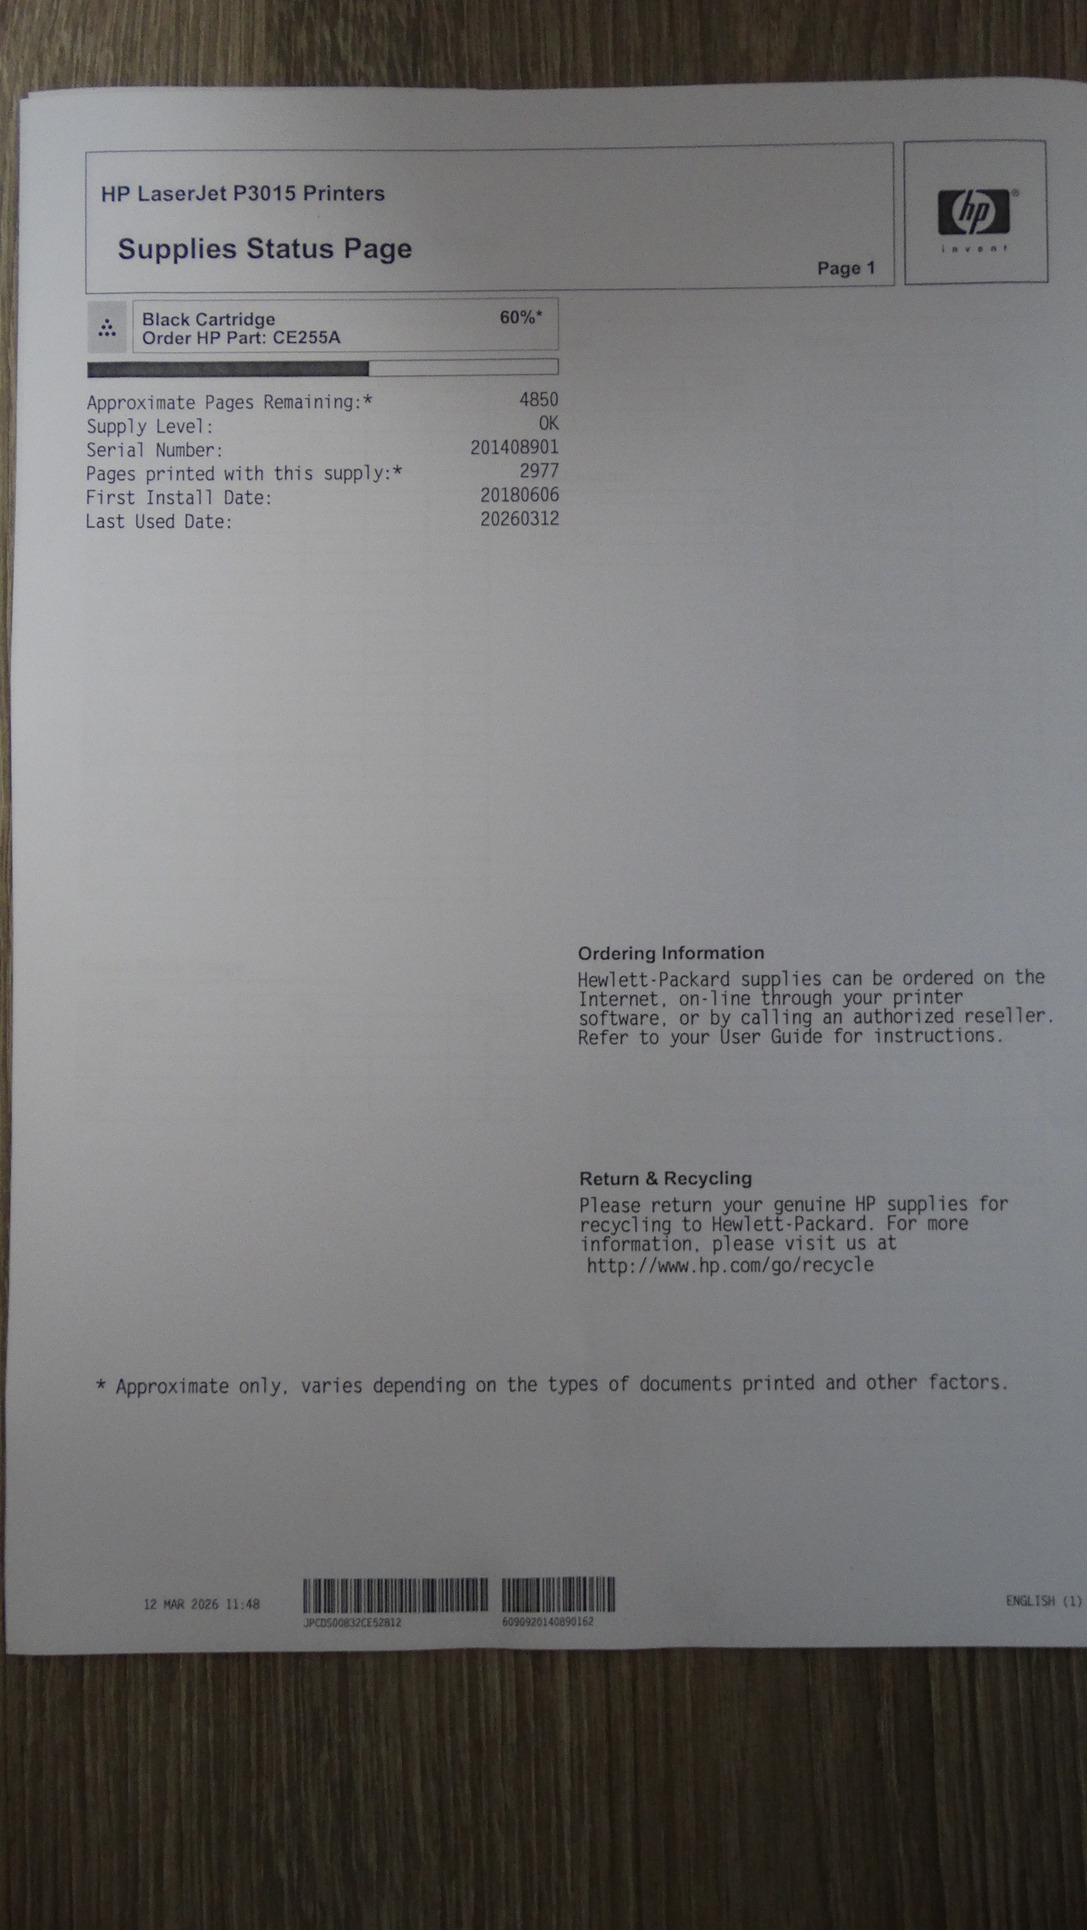 HP LaserJet P3015 Printers
Supplies Status Page
Page 1
hp®
invent
Black Cartridge 60%*
Order HP Part: CE255A
Approximate Pages Remaining:* 4850
Supply Level: OK
Serial Number: 201408901
Pages printed with this supply:* 2977
First Install Date: 20180606
Last Used Date: 20260312
Ordering Information
Hewlett-Packard supplies can be ordered on the
Internet, on-line through your printer
software, or by calling an authorized reseller.
Refer to your User Guide for instructions.
Return & Recycling
Please return your genuine HP supplies for
recycling to Hewlett-Packard. For more
information, please visit us at
http://www.hp.com/go/recycle
* Approximate only, varies depending on the types of documents printed and other factors.
12 MAR 2026 11:48
JPCDS00832CE52812
6090920140890162
ENGLISH (1)